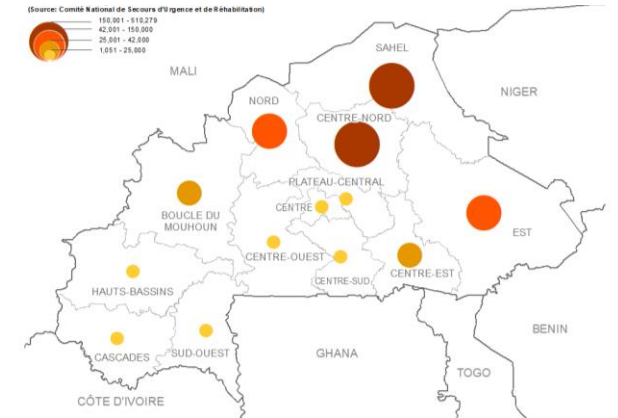 (Source: Comité National de Secours d'Urgence et de Réhabilitation)
150,001 - 510,279
42,001 - 150,000
25,001 - 42,000
1,051 - 25,000
SAHEL
MALI
NIGER
NORD
CENTRE-NORD
PLATEAU-CENTRAL
CENTRE
BOUCLE DU
MOUHOUN
EST
CENTRE-OUEST
CENTRE-EST
CENTRE-SUD
HAUTS-BASSINS
BENIN
CASCADES
SUD-OUEST
GHANA
TOGO
CÔTE D'IVOIRE